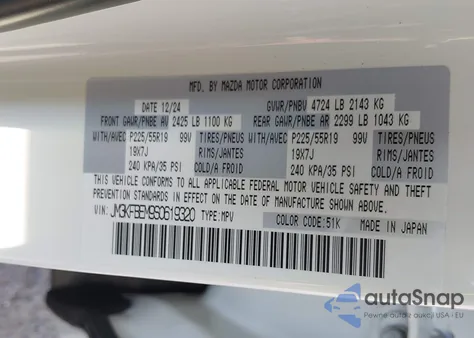 MFD. BY MAZDA MOTOR CORPORATION
DATE 12/24 GVWR/PNBV 4724 LB 2143 KG
FRONT GAWR/PNBE AV 2425 LB 1100 KG REAR GAWR/PNBE AR 2299 LB 1043 KG
WITH/AVEC P225/55R19 99V TIRES/PNEUS WITH/AVEC P225/55R19 99V TIRES/PNEUS
19X7J RIMS/JANTES 19X7J RIMS/JANTES
240 KPA/35 PSI COLD/A FROID 240 KPA/35 PSI COLD/A FROID
THIS VEHICLE CONFORMS TO ALL APPLICABLE FEDERAL MOTOR VEHICLE SAFETY AND THEFT
PREVENTION STANDARDS IN EFFECT ON THE DATE OF MANUFACTURE SHOWN ABOVE.
VIN: JM3KFBEM9S0619320 TYPE:MPV COLOR CODE:51K MADE IN JAPAN
autoSnap
Pewne auta z aukcji USA i EU